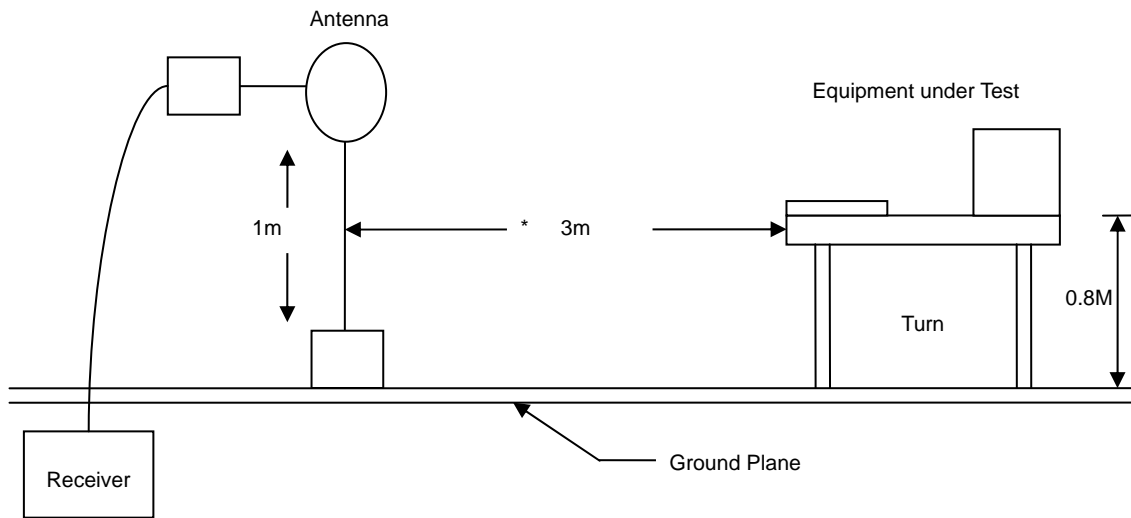 Antenna
Equipment under Test
1m
* 3m
0.8M
Turn
Ground Plane
Receiver